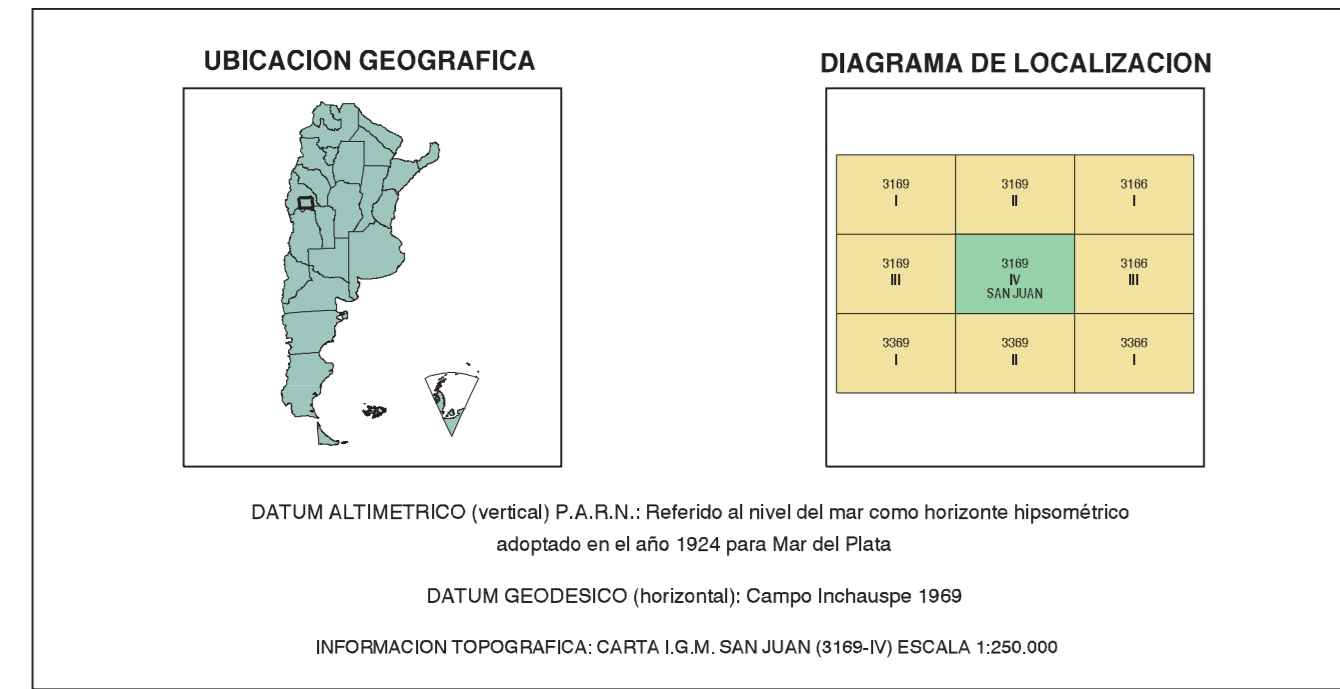 UBICACION GEOGRAFICA
DIAGRAMA DE LOCALIZACION
3169
I
3169
II
3166
I
3169
III
3169
IV
SAN JUAN
3166
III
3369
I
3369
II
3366
I
DATUM ALTIMETRICO (vertical) P.A.R.N.: Referido al nivel del mar como horizonte hipsométrico
adoptado en el año 1924 para Mar del Plata
DATUM GEODESICO (horizontal): Campo Inchauspe 1969
INFORMACION TOPOGRAFICA: CARTA I.G.M. SAN JUAN (3169-IV) ESCALA 1:250.000